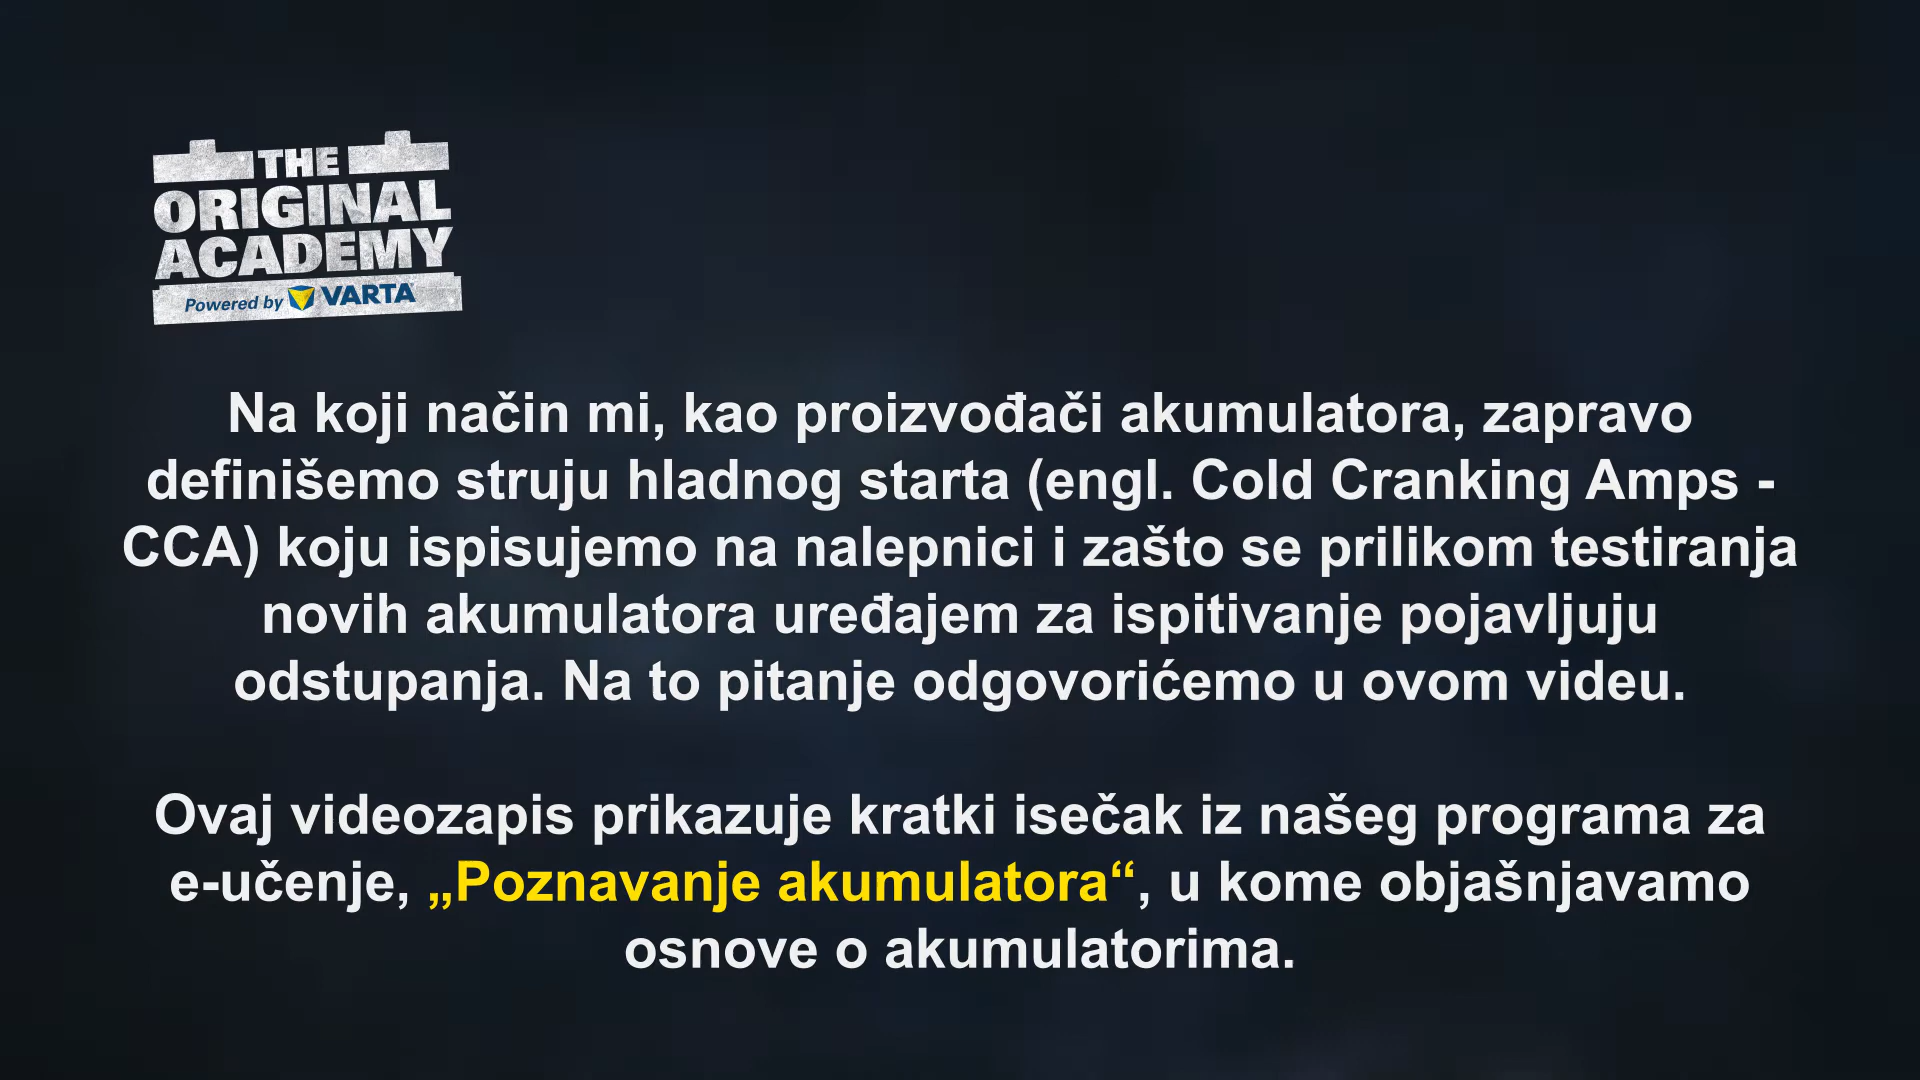 THE
ORIGINAL
ACADEMY
Powered by VARTA
Na koji način mi, kao proizvođači akumulatora, zapravo
definišemo struju hladnog starta (engl. Cold Cranking Amps -
CCA) koju ispisujemo na nalepnici i zašto se prilikom testiranja
novih akumulatora uređajem za ispitivanje pojavljuju
odstupanja. Na to pitanje odgovorićemo u ovom videu.
Ovaj videozapis prikazuje kratki isečak iz našeg programa za
e-učenje, „Poznavanje akumulatora“, u kome objašnjavamo
osnove o akumulatorima.